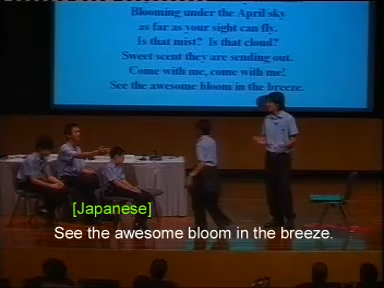 Blooming under the April sky
as far as your sight can fly.
Is that mist? Is that cloud?
Sweet scent they are sending out.
Come with me, come with me!
See the awesome bloom in the breeze.
[Japanese]
See the awesome bloom in the breeze.